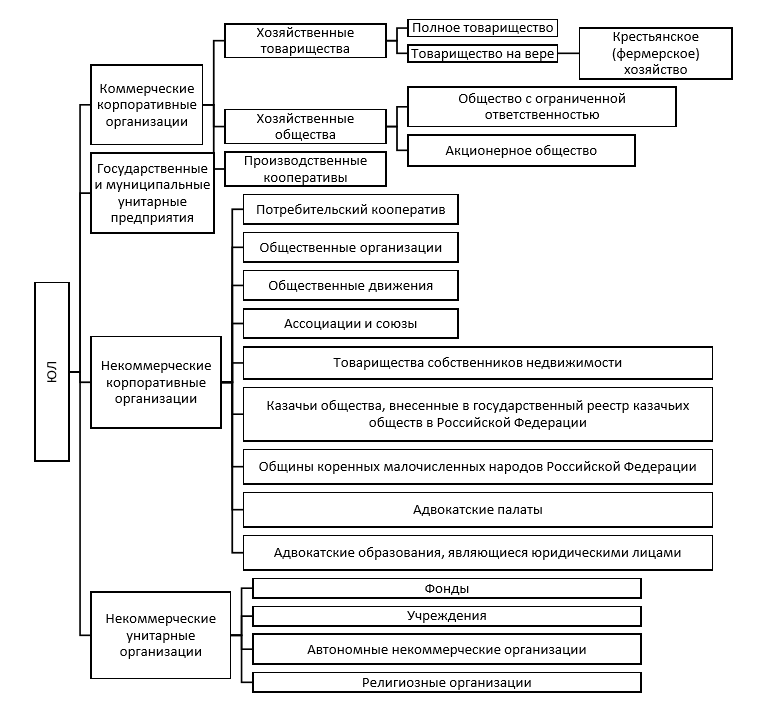 ЮЛ
Коммерческие
корпоративные
организации
Хозяйственные
товарищества
Полное товарищество
Товарищество на вере
Крестьянское
(фермерское)
хозяйство
Хозяйственные
общества
Общество с ограниченной
ответственностью
Акционерное общество
Производственные
кооперативы
Государственные
и муниципальные
унитарные
предприятия
Некоммерческие
корпоративные
организации
Потребительский кооператив
Общественные организации
Общественные движения
Ассоциации и союзы
Товарищества собственников недвижимости
Казачьи общества, внесенные в государственный реестр казачьих
обществ в Российской Федерации
Общины коренных малочисленных народов Российской Федерации
Адвокатские палаты
Адвокатские образования, являющиеся юридическими лицами
Некоммерческие
унитарные
организации
Фонды
Учреждения
Автономные некоммерческие организации
Религиозные организации